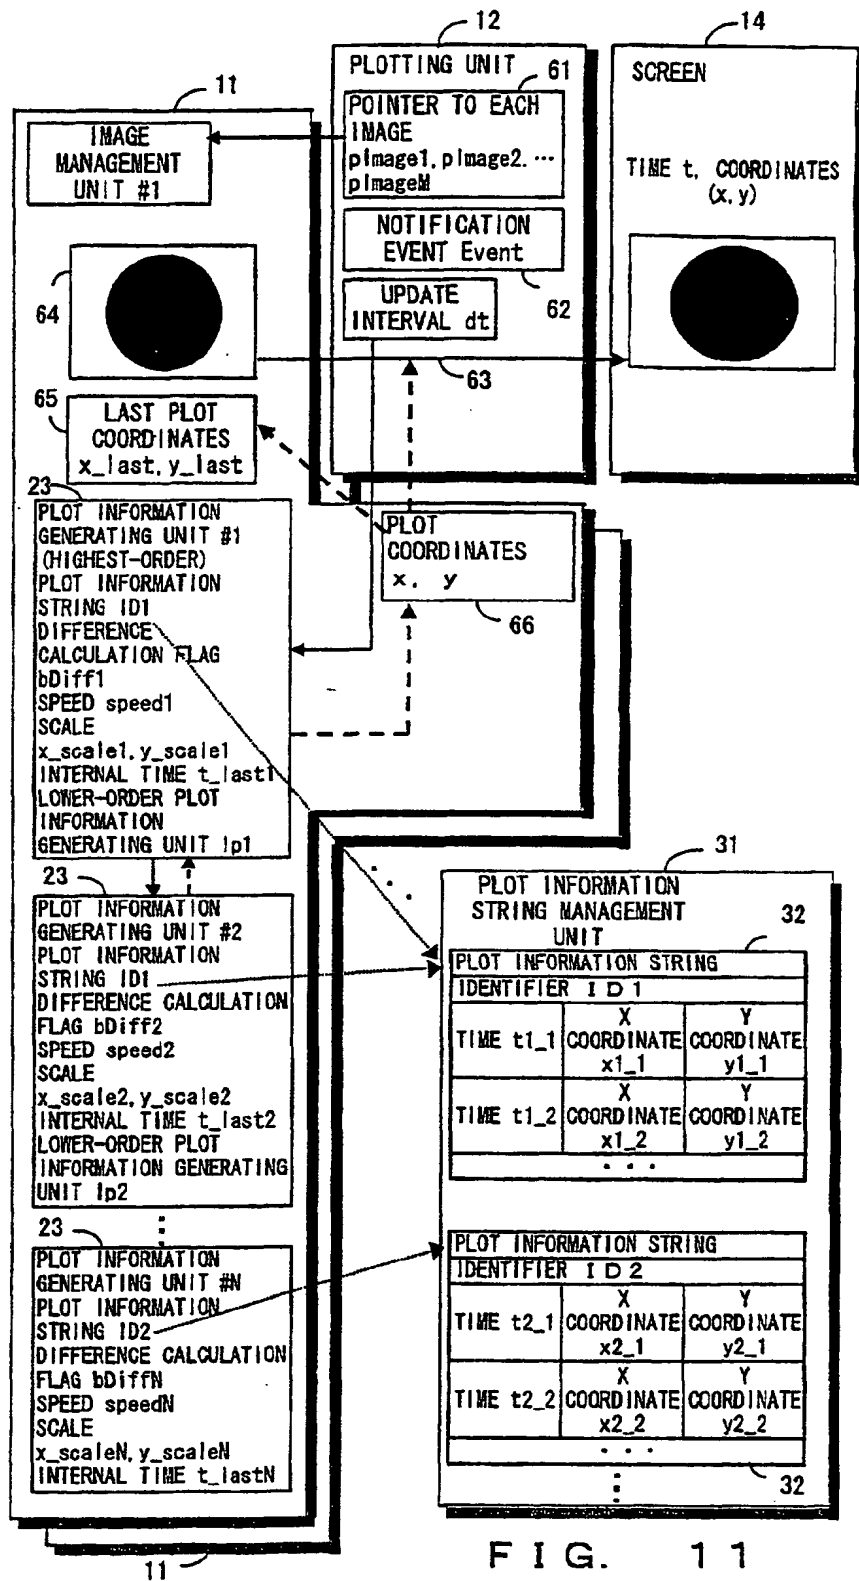 11
IMAGE
MANAGEMENT
UNIT #1
64
65
LAST PLOT
COORDINATES
x_last, y_last
12
PLOTTING UNIT
61
POINTER TO EACH
IMAGE
pImage1, pImage2. ...
pImageM
NOTIFICATION
EVENT Event
62
UPDATE
INTERVAL dt
63
14
SCREEN
TIME t, COORDINATES
(x, y)
PLOT
COORDINATES
x, y
66
23
PLOT INFORMATION
GENERATING UNIT #1
(HIGHEST-ORDER)
PLOT INFORMATION
STRING ID1
DIFFERENCE
CALCULATION FLAG
bDiff1
SPEED speed1
SCALE
x_scale1, y_scale1
INTERNAL TIME t_last1
LOWER-ORDER PLOT
INFORMATION
GENERATING UNIT lp1
23
PLOT INFORMATION
GENERATING UNIT #2
PLOT INFORMATION
STRING ID1
DIFFERENCE CALCULATION
FLAG bDiff2
SPEED speed2
SCALE
x_scale2, y_scale2
INTERNAL TIME t_last2
LOWER-ORDER PLOT
INFORMATION GENERATING
UNIT lp2
23
PLOT INFORMATION
GENERATING UNIT #N
PLOT INFORMATION
STRING ID2
DIFFERENCE CALCULATION
FLAG bDiffN
SPEED speedN
SCALE
x_scaleN, y_scaleN
INTERNAL TIME t_lastN
11
31
PLOT INFORMATION
STRING MANAGEMENT
UNIT
32
PLOT INFORMATION STRING
IDENTIFIER ID1
TIME t1_1
X
COORDINATE
x1_1
Y
COORDINATE
y1_1
TIME t1_2
X
COORDINATE
x1_2
Y
COORDINATE
y1_2
...
PLOT INFORMATION STRING
IDENTIFIER ID2
TIME t2_1
X
COORDINATE
x2_1
Y
COORDINATE
y2_1
TIME t2_2
X
COORDINATE
x2_2
Y
COORDINATE
y2_2
...
32
FIG. 11